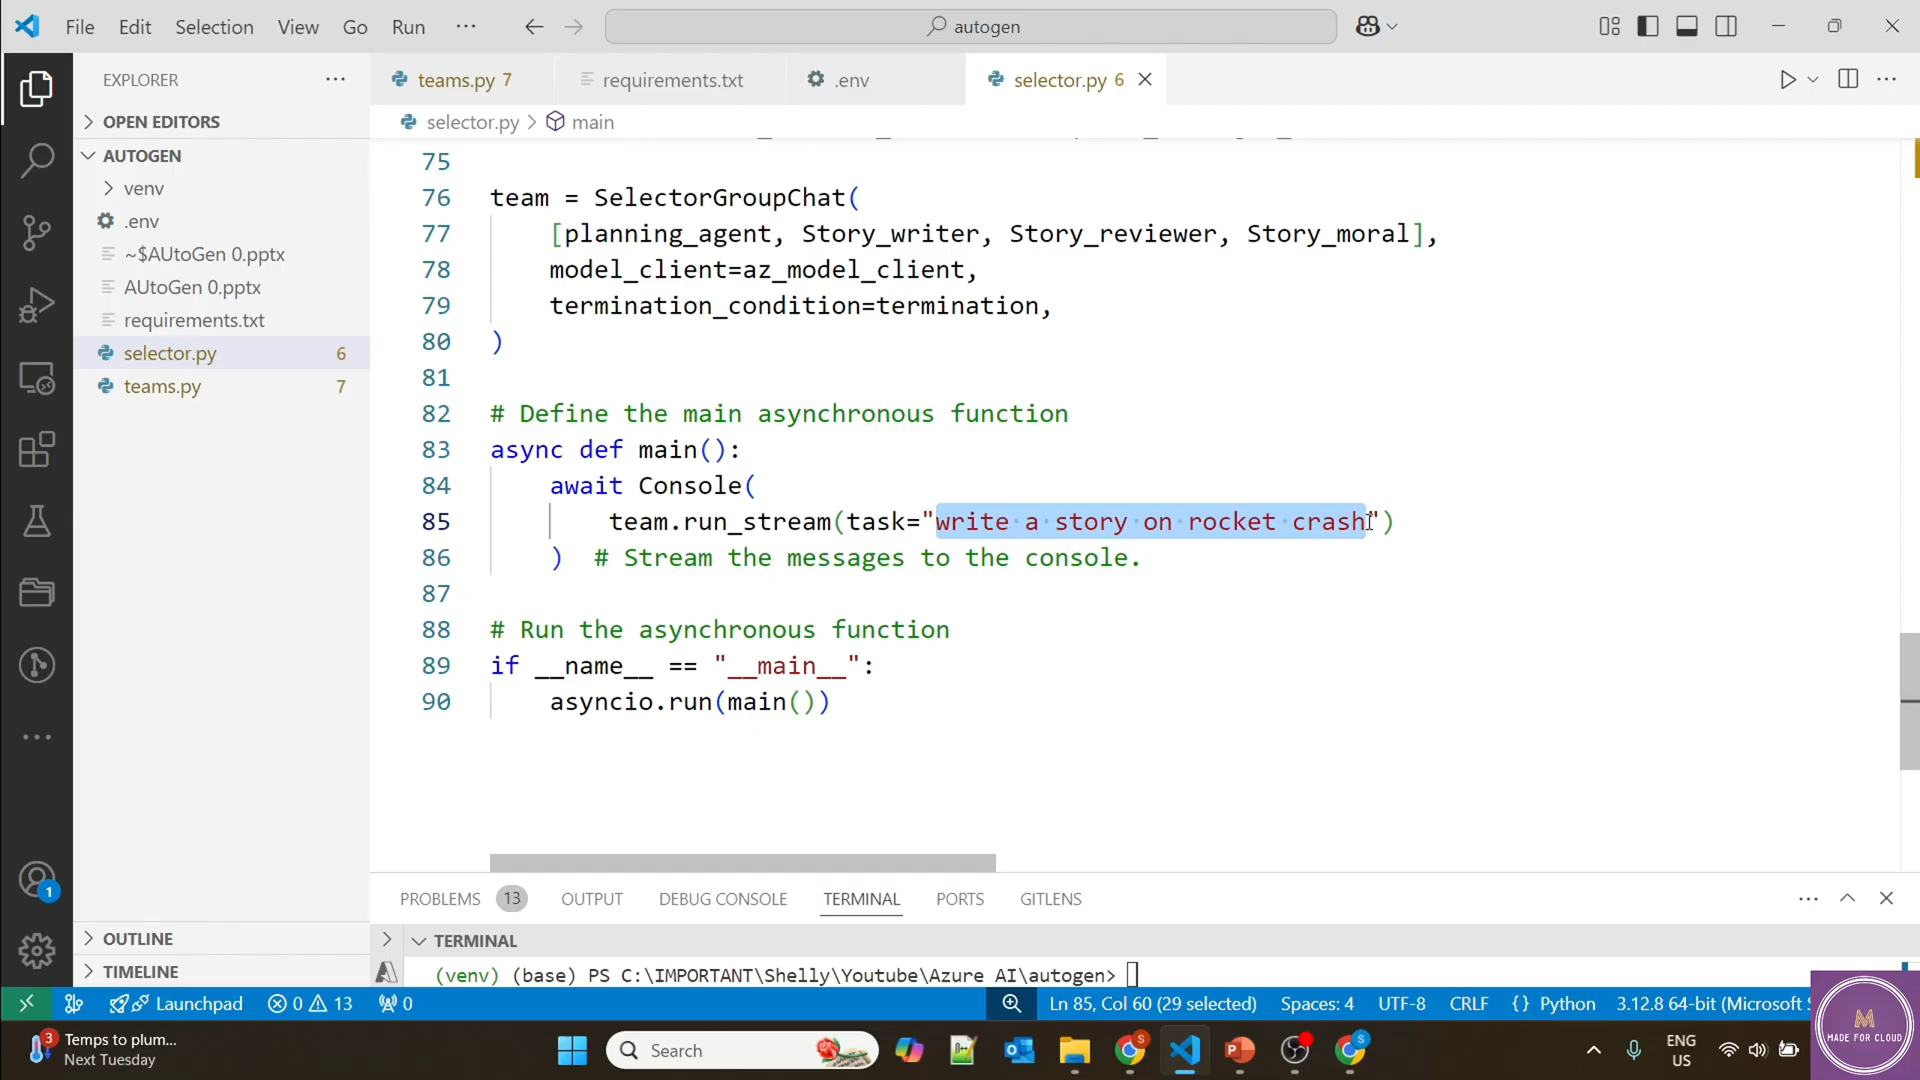 File Edit Selection View Go Run ··· autogen
EXPLORER ···
teams.py 7 requirements.txt .env selector.py 6
OPEN EDITORS
selector.py > main
AUTOGEN
venv
.env
~$AUtoGen 0.pptx
AUtoGen 0.pptx
requirements.txt
selector.py 6
teams.py 7
75
76 team = SelectorGroupChat(
77 [planning_agent, Story_writer, Story_reviewer, Story_moral],
78 model_client=az_model_client,
79 termination_condition=termination,
80 )
81
82 # Define the main asynchronous function
83 async def main():
84 await Console(
85 team.run_stream(task="write a story on rocket crash")
86 ) # Stream the messages to the console.
87
88 # Run the asynchronous function
89 if __name__ == "__main__":
90 asyncio.run(main())
PROBLEMS 13 OUTPUT DEBUG CONSOLE TERMINAL PORTS GITLENS
OUTLINE
TIMELINE
TERMINAL
(venv) (base) PS C:\IMPORTANT\Shelly\Youtube\Azure AI\autogen>
1
Launchpad 0 13 0 Ln 85, Col 60 (29 selected) Spaces: 4 UTF-8 CRLF {} Python 3.12.8 64-bit (Microsoft
3 Temps to plum...
Next Tuesday
Search
ENG
US
M
MADE FOR CLOUD